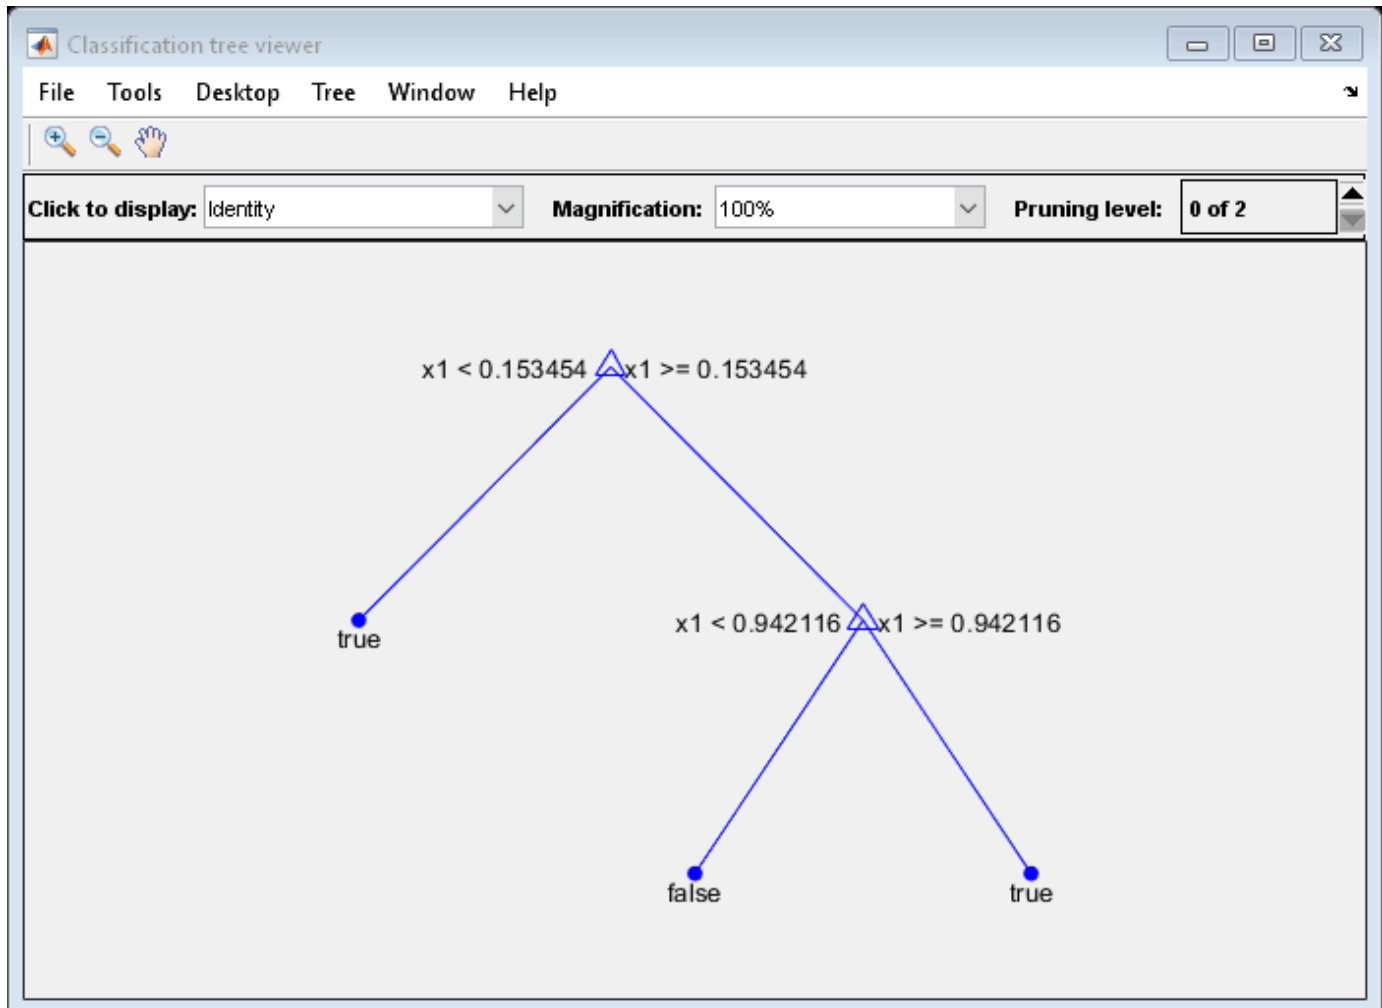 Classification tree viewer
File Tools Desktop Tree Window Help
Click to display: Identity Magnification: 100% Pruning level: 0 of 2
x1 < 0.153454 x1 >= 0.153454
true x1 < 0.942116 x1 >= 0.942116
false true